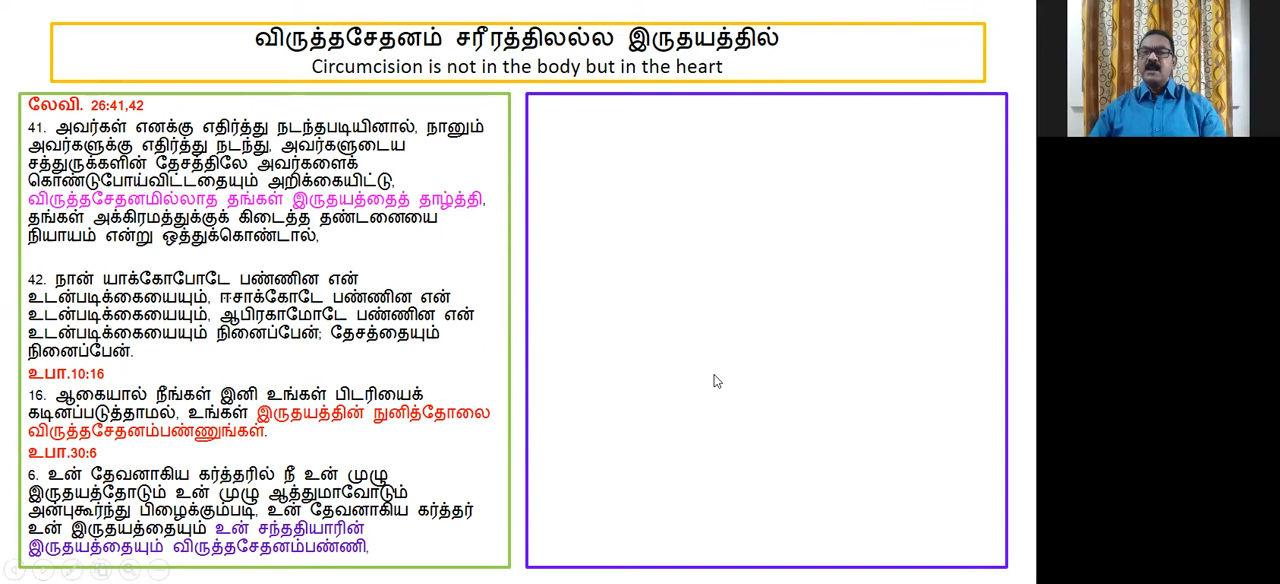 விருத்தசேதனம் சரீரத்திலல்ல இருதயத்தில்
Circumcision is not in the body but in the heart
லேவி. 26:41,42
41. அவர்கள் எனக்கு எதிர்த்து நடந்தபடியினால், நானும்
அவர்களுக்கு எதிர்த்து நடந்து, அவர்களுடைய
சத்துருக்களின் தேசத்திலே அவர்களைக்
கொண்டுபோய்விட்டதையும் அறிக்கையிட்டு,
விருத்தசேதனமில்லாத தங்கள் இருதயத்தைத் தாழ்த்தி,
தங்கள் அக்கிரமத்துக்குக் கிடைத்த தண்டனையை
நியாயம் என்று ஒத்துக்கொண்டால்,
42. நான் யாக்கோபோடே பண்ணின என்
உடன்படிக்கையையும், ஈசாக்கோடே பண்ணின என்
உடன்படிக்கையையும், ஆபிரகாமோடே பண்ணின என்
உடன்படிக்கையையும் நினைப்பேன்; தேசத்தையும்
நினைப்பேன்.
உபா.10:16
16. ஆகையால் நீங்கள் இனி உங்கள் பிடரியைக்
கடினப்படுத்தாமல், உங்கள் இருதயத்தின் நுனித்தோலை
விருத்தசேதனம்பண்ணுங்கள்.
உபா.30:6
6. உன் தேவனாகிய கர்த்தரில் நீ உன் முழு
இருதயத்தோடும் உன் முழு ஆத்துமாவோடும்
அன்புகூர்ந்து பிழைக்கும்படி, உன் தேவனாகிய கர்த்தர்
உன் இருதயத்தையும் உன் சந்ததியாரின்
இருதயத்தையும் விருத்தசேதனம்பண்ணி,